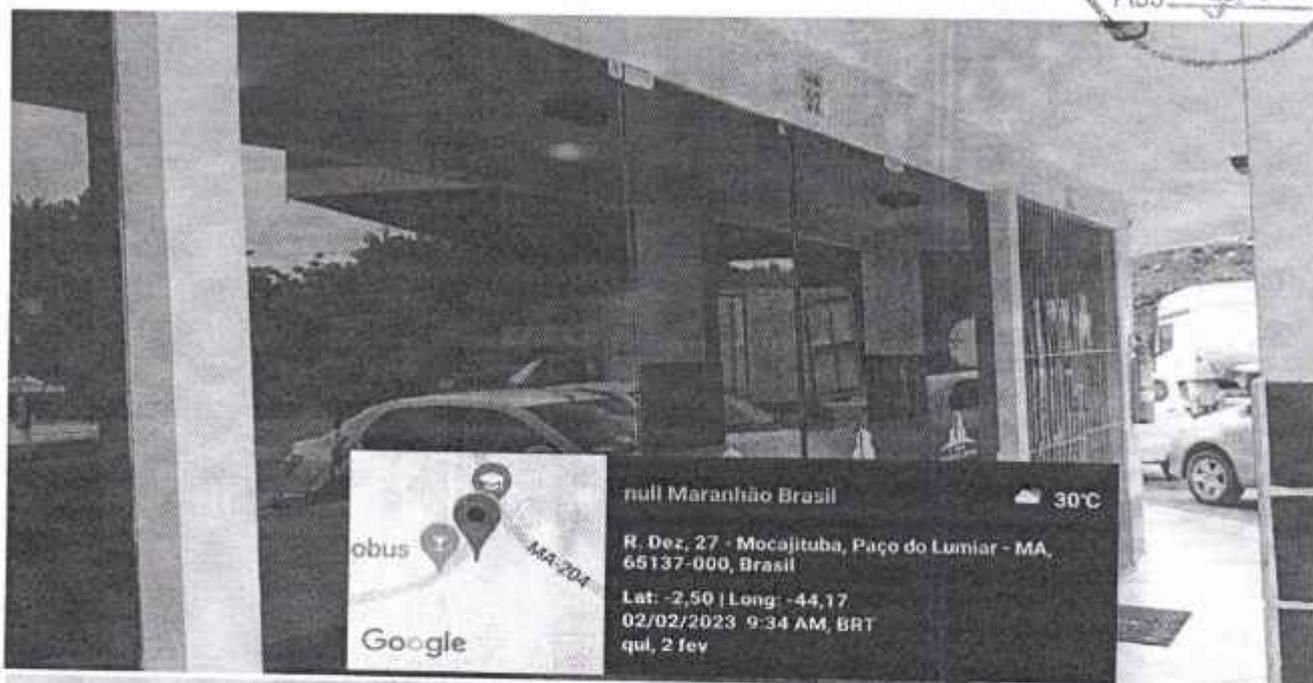 ASS
null Maranhão Brasil
30°C
R. Dez, 27 - Mocajituba, Paço do Lumiar - MA,
65137-000, Brasil
Lat: -2,50 | Long: -44,17
02/02/2023 9:34 AM, BRT
qui, 2 fev
obus
MA-204
Google